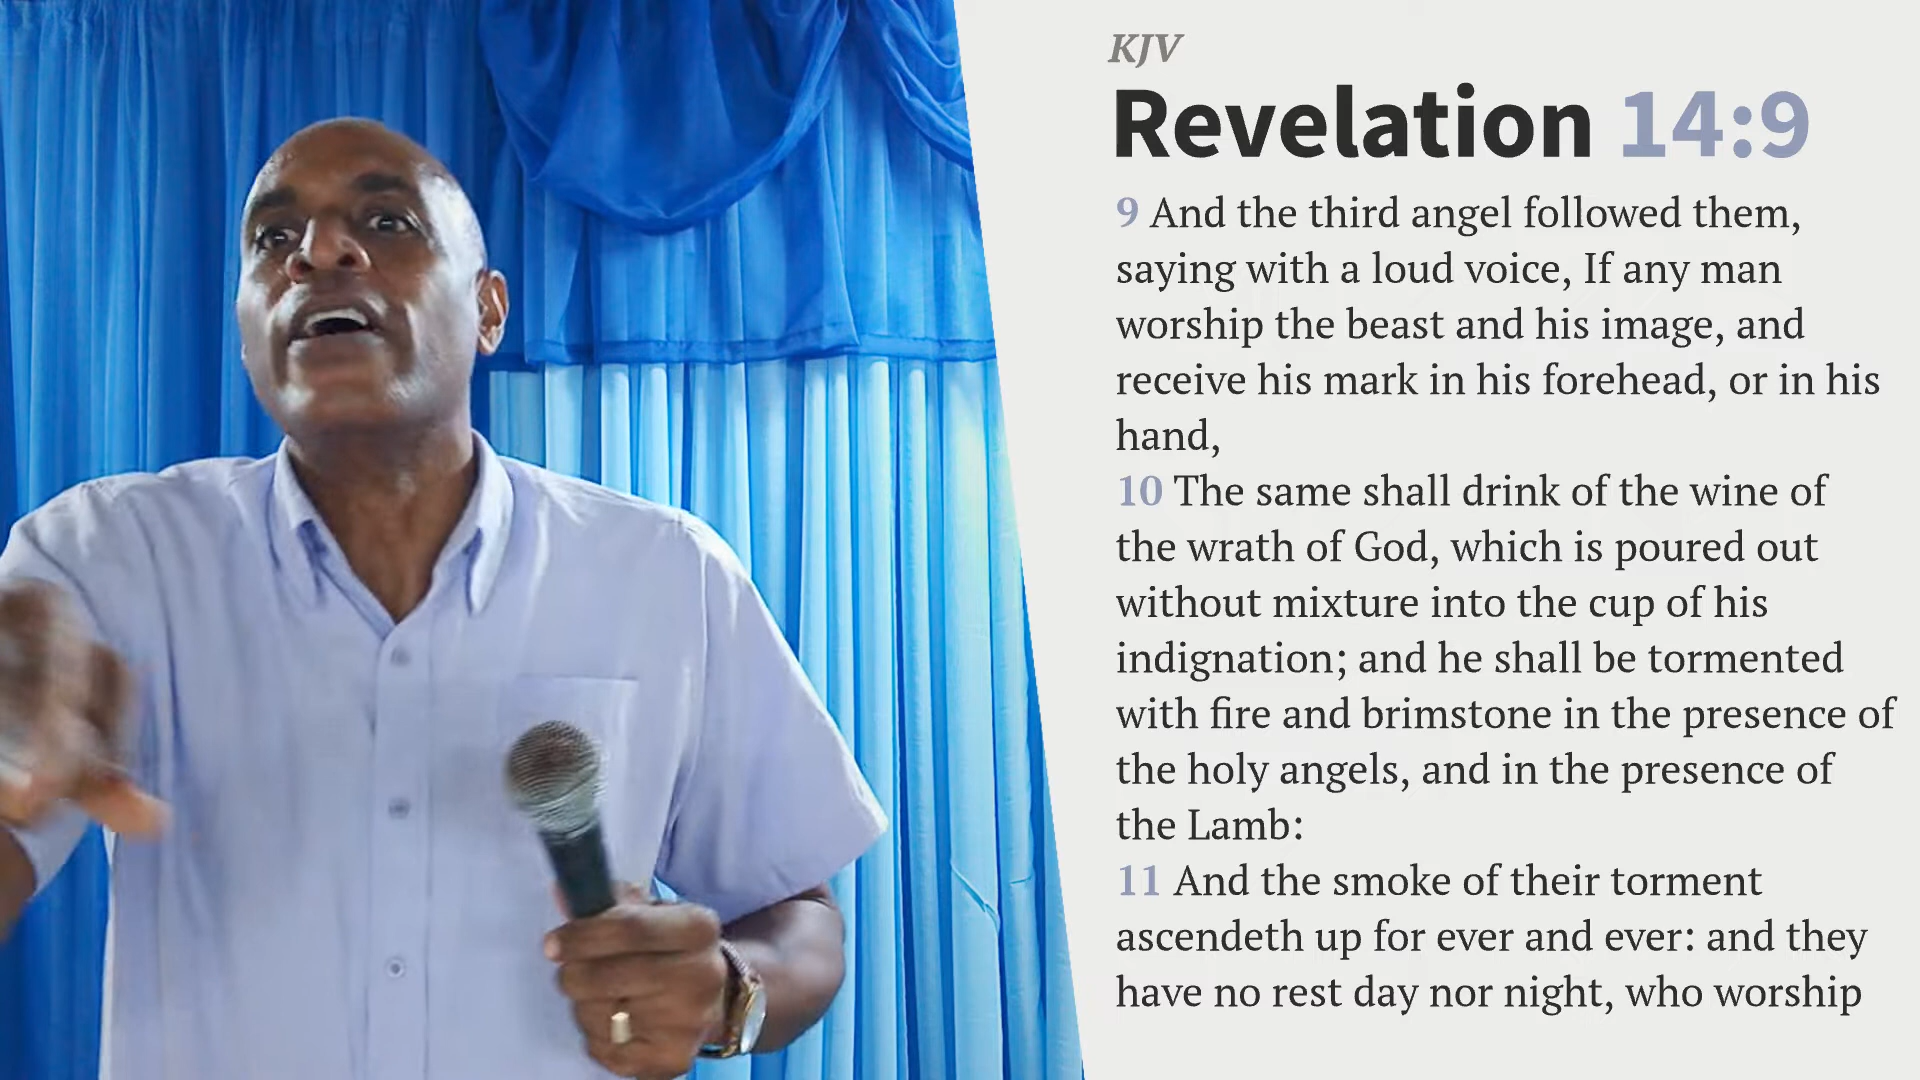 KJV
Revelation 14:9
9 And the third angel followed them,
saying with a loud voice, If any man
worship the beast and his image, and
receive his mark in his forehead, or in his
hand,
10 The same shall drink of the wine of
the wrath of God, which is poured out
without mixture into the cup of his
indignation; and he shall be tormented
with fire and brimstone in the presence of
the holy angels, and in the presence of
the Lamb:
11 And the smoke of their torment
ascendeth up for ever and ever: and they
have no rest day nor night, who worship